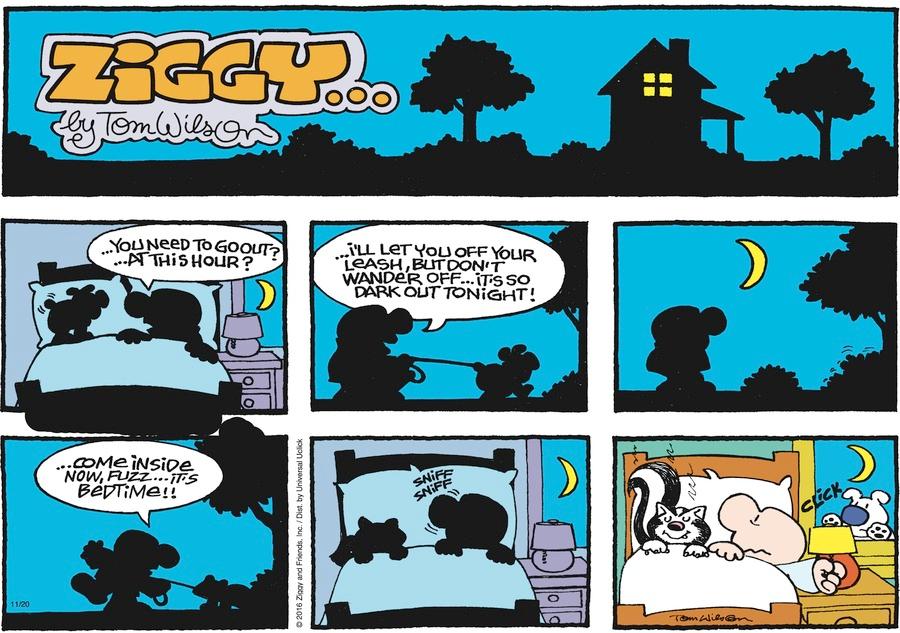 ZiGGY...
by Tom Wilson
...YOU NEED TO GO OUT?
...AT THiS HOUR?
...i'LL LET YOU OFF YOUR
LEASH, BUT DON'T
WANDER OFF...iT'S SO
DARK OUT TONiGHT!
...COME iNSiDE
NOW, FUZZ....iT'S
BEDTiME!!
11/20
© 2016 Ziggy and Friends, Inc. / Dist. by Universal Uclick
SNiFF
SNiFF
CLiCK
Tom Wilson